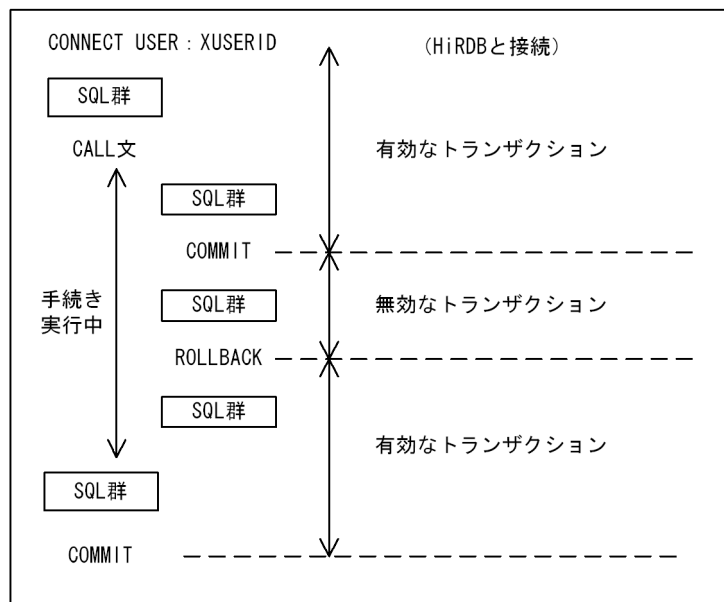 CONNECT USER：XUSERID
(HiRDBと接続)
SQL群
CALL文
有効なトランザクション
SQL群
COMMIT
手続き
実行中
SQL群
無効なトランザクション
ROLLBACK
SQL群
有効なトランザクション
SQL群
COMMIT